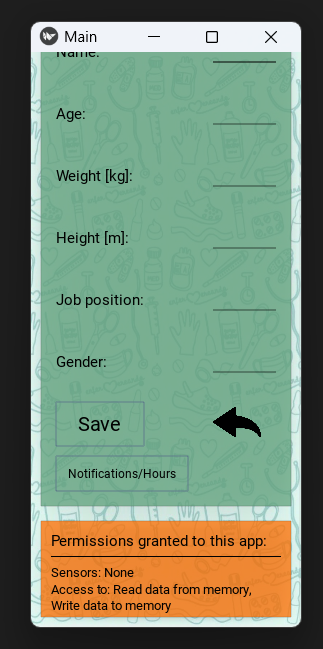 Main
Name:
Age:
Weight [kg]:
Height [m]:
Job position:
Gender:
Save
Notifications/Hours
Permissions granted to this app:
Sensors: None
Access to: Read data from memory,
Write data to memory